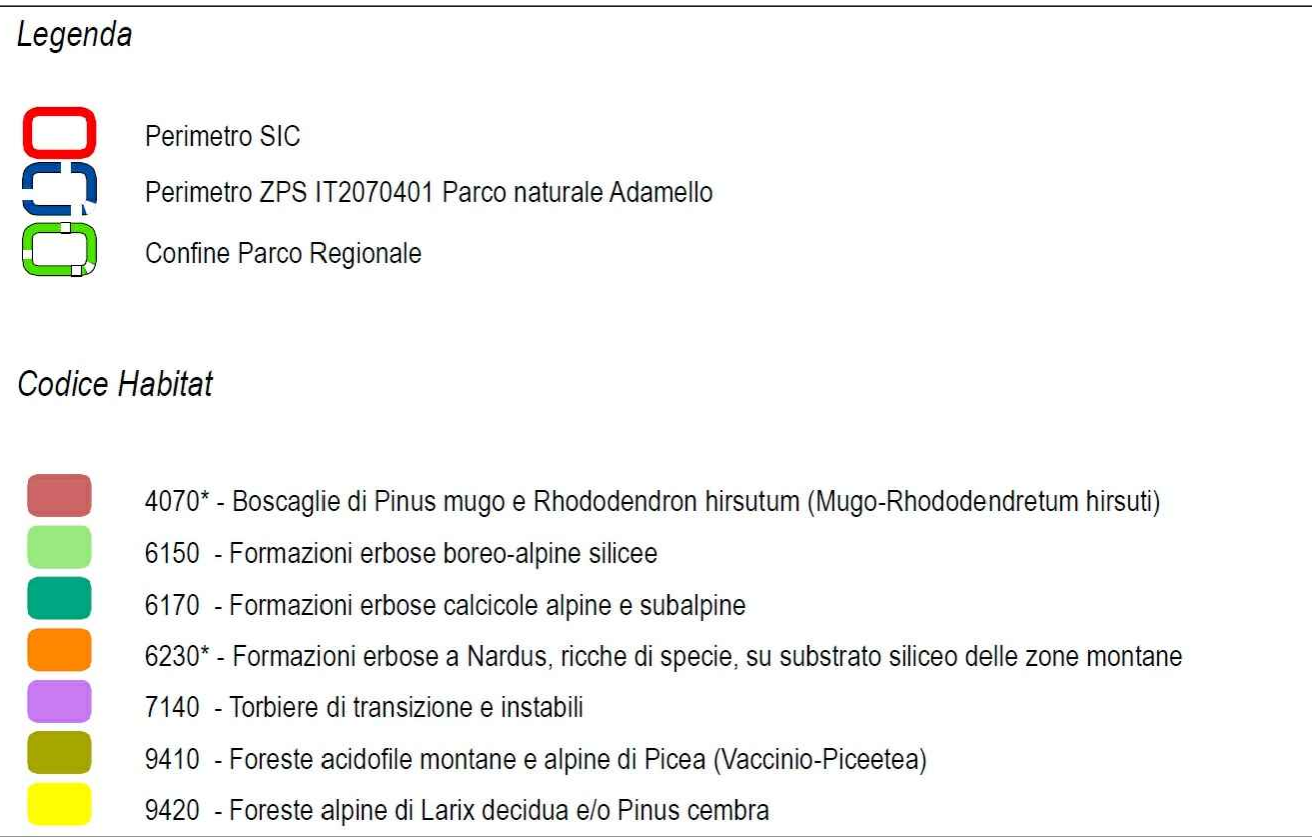 Legenda
Perimetro SIC
Perimetro ZPS IT2070401 Parco naturale Adamello
Confine Parco Regionale
Codice Habitat
4070* - Boscaglie di Pinus mugo e Rhododendron hirsutum (Mugo-Rhododendretum hirsuti)
6150 - Formazioni erbose boreo-alpine silicee
6170 - Formazioni erbose calcicole alpine e subalpine
6230* - Formazioni erbose a Nardus, ricche di specie, su substrato siliceo delle zone montane
7140 - Torbiere di transizione e instabili
9410 - Foreste acidofile montane e alpine di Picea (Vaccinio-Piceetea)
9420 - Foreste alpine di Larix decidua e/o Pinus cembra